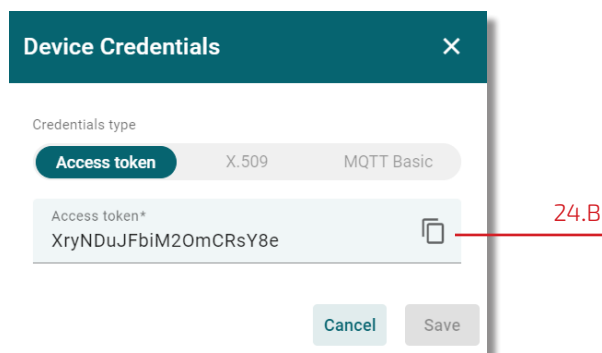 Device Credentials
Credentials type
Access token X.509 MQTT Basic
Access token*
XryNDuJFbiM2OmCRsY8e
24.B
Cancel Save